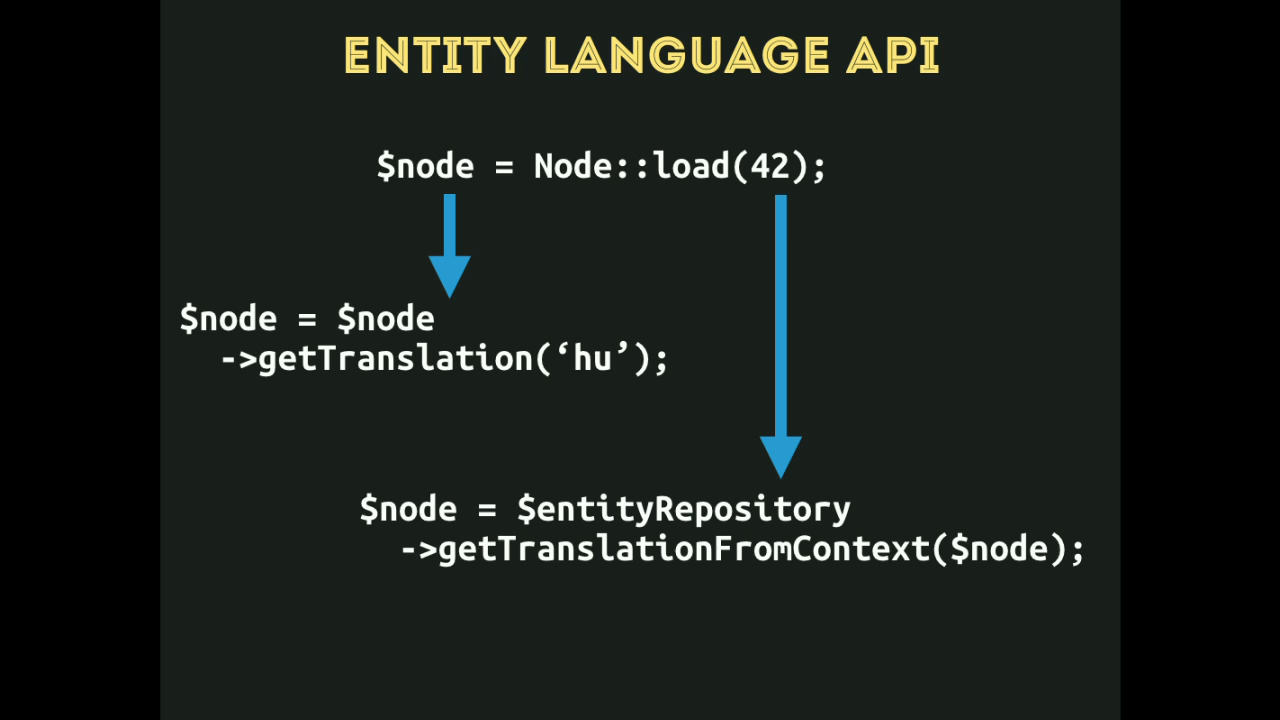 ENTITY LANGUAGE API
$node = Node::load(42);
$node = $node
->getTranslation(‘hu’);
$node = $entityRepository
->getTranslationFromContext($node);